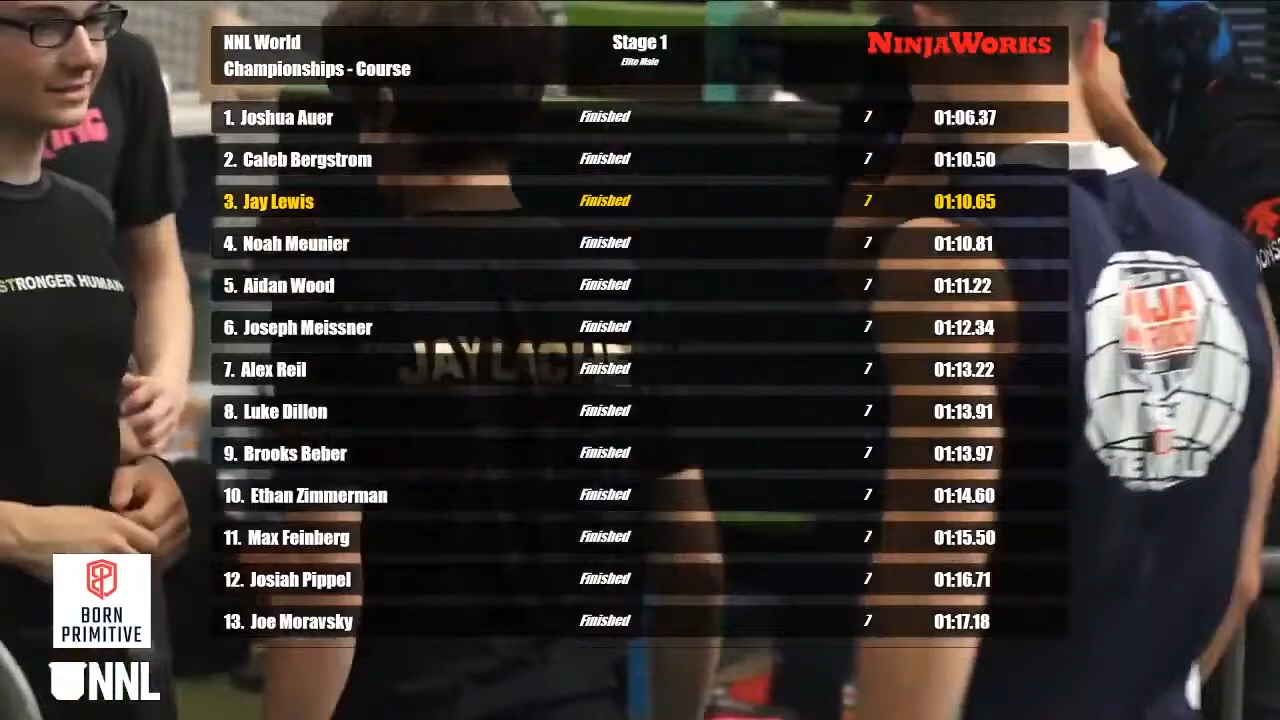 NNL World
Championships - Course
Stage 1
Elite Male
NINJAWORKS
1. Joshua Auer Finished 7 01:06.37
2. Caleb Bergstrom Finished 7 01:10.50
3. Jay Lewis Finished 7 01:10.65
4. Noah Meunier Finished 7 01:10.81
5. Aidan Wood Finished 7 01:11.22
6. Joseph Meissner Finished 7 01:12.34
7. Alex Reil Finished 7 01:13.22
8. Luke Dillon Finished 7 01:13.91
9. Brooks Beber Finished 7 01:13.97
10. Ethan Zimmerman Finished 7 01:14.60
11. Max Feinberg Finished 7 01:15.50
12. Josiah Pippel Finished 7 01:16.71
13. Joe Moravsky Finished 7 01:17.18
STRONGER HUMAN
JAY
BORN
PRIMITIVE
NNL